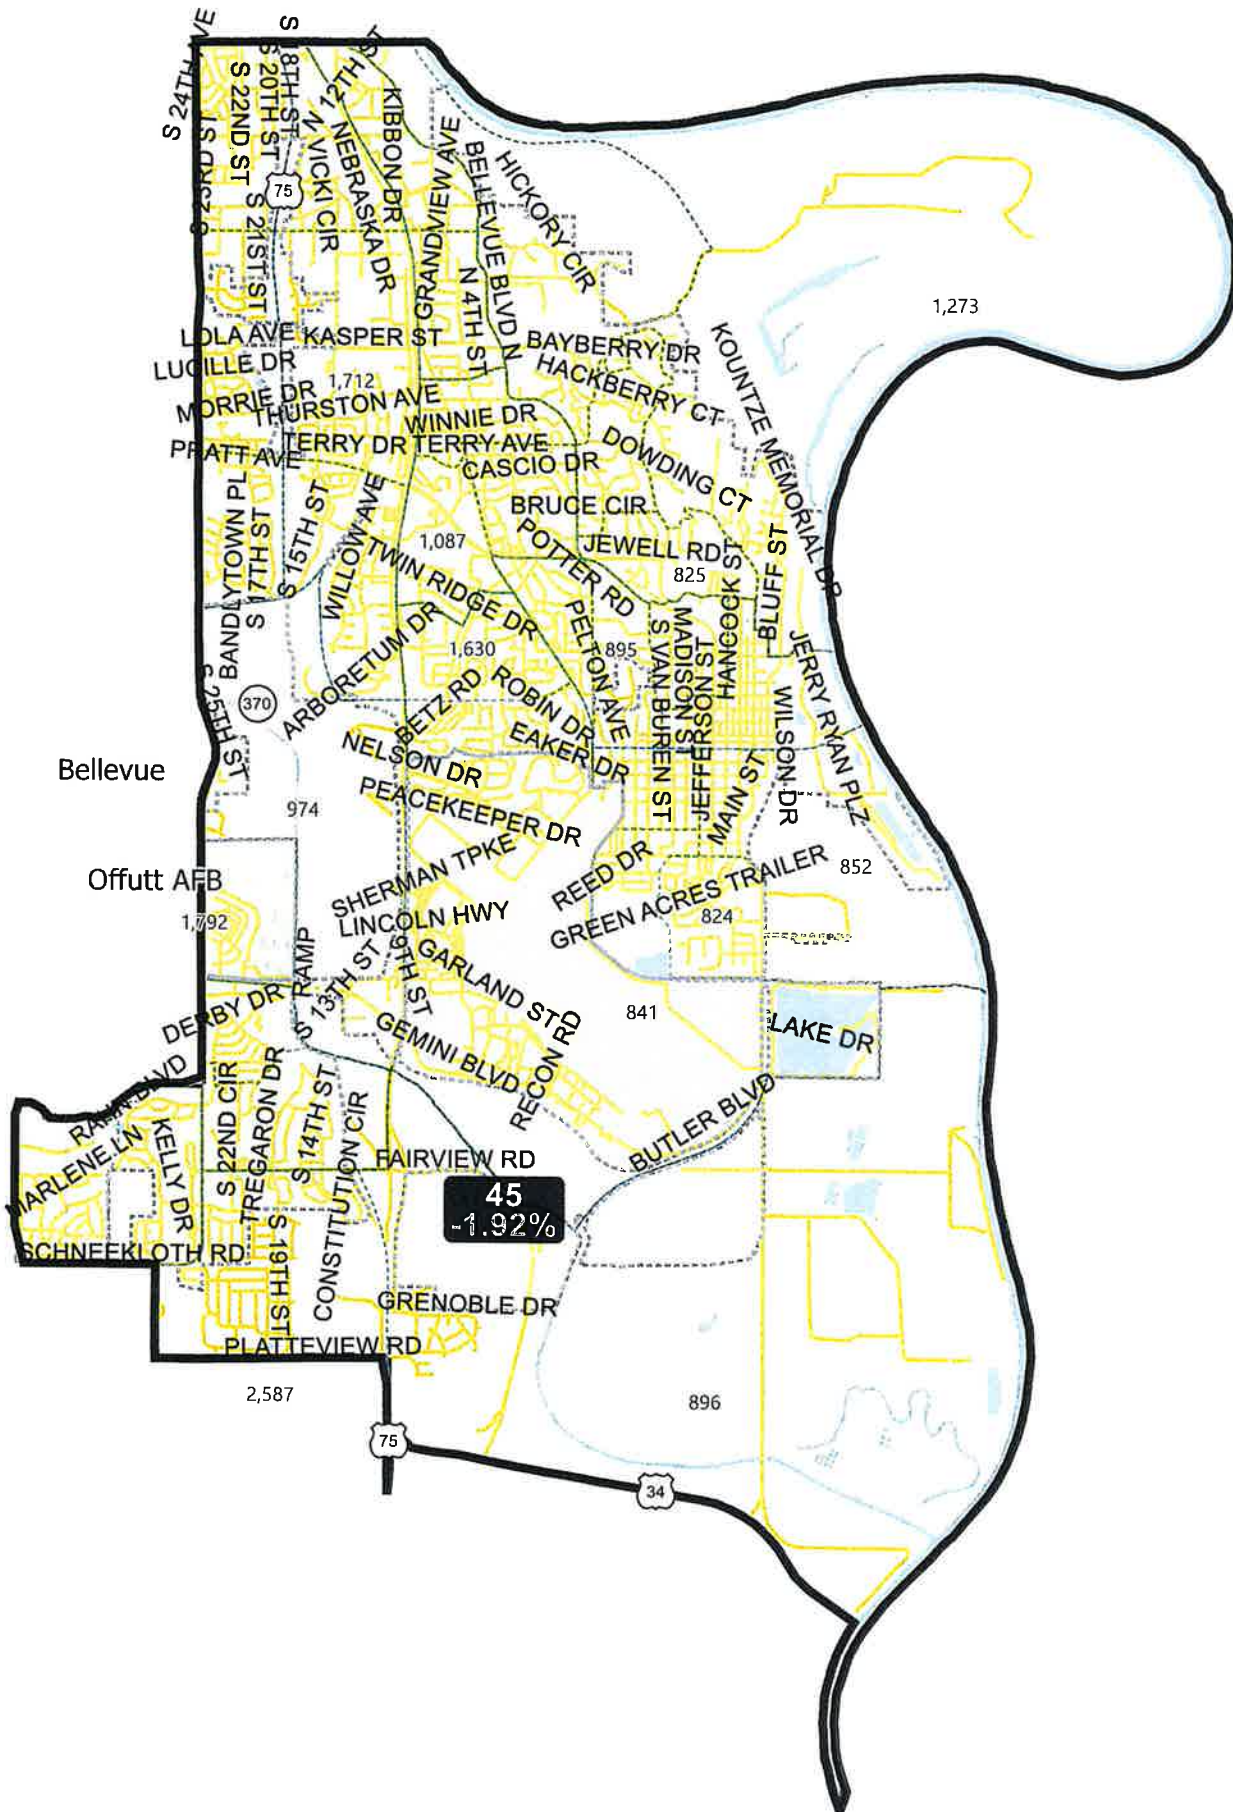 S 24TH AVE
S 18TH ST
S 20TH ST
S 22ND ST
S 23RD ST
S 21ST ST
75
N VICKI CIR
N 12TH ST
NEBRASKA DR
KIBBON DR
GRANDVIEW AVE
BELLEVUE BLVD N
HICKORY CIR
N 4TH ST
1,273
LOLA AVE
KASPER ST
BAYBERRY DR
LUCILLE DR
HACKBERRY CT
KOUNTZE MEMORIAL DR
1,712
MORRIE DR
THURSTON AVE
WINNIE DR
PRATT AVE
TERRY DR
TERRY AVE
DOWDING CT
CASCIO DR
BANDLYTOWN PL
S 17TH ST
S 15TH ST
WILLOW AVE
BRUCE CIR
1,087
POTTER RD
JEWELL RD
TWIN RIDGE DR
825
HANCOCK ST
BLUFF ST
ARBORETUM DR
1,630
PELTON AVE
895
S VAN BUREN ST
MADISON ST
JEFFERSON ST
JERRY RYAN PLZ
S 25TH ST
370
BETZ RD
ROBIN DR
WILSON DR
NELSON DR
EAKER DR
Bellevue
974
PEACEKEEPER DR
MAIN ST
SHERMAN TPKE
REED DR
GREEN ACRES TRAILER
852
Offutt AFB
1,792
LINCOLN HWY
824
RAMP
S 13TH ST
9TH ST
GARLAND ST
DERBY DR
841
LAKE DR
GEMINI BLVD
RECON RD
RAHN BLVD
S 22ND CIR
TREGARON DR
S 14TH ST
CONSTITUTION CIR
BUTLER BLVD
MARLENE LN
KELLY DR
FAIRVIEW RD
45
-1.92%
SCHNEEKLOTH RD
S 19TH ST
GRENOBLE DR
PLATTEVIEW RD
2,587
896
75
34